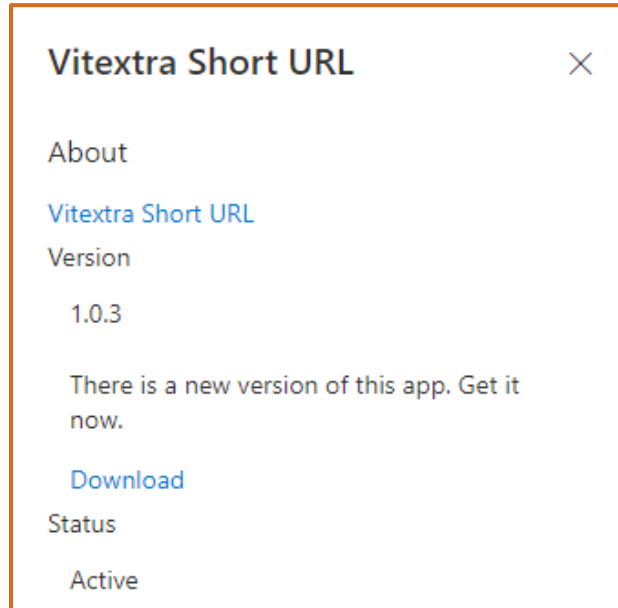 Vitextra Short URL
About
Vitextra Short URL
Version
1.0.3
There is a new version of this app. Get it
now.
Download
Status
Active